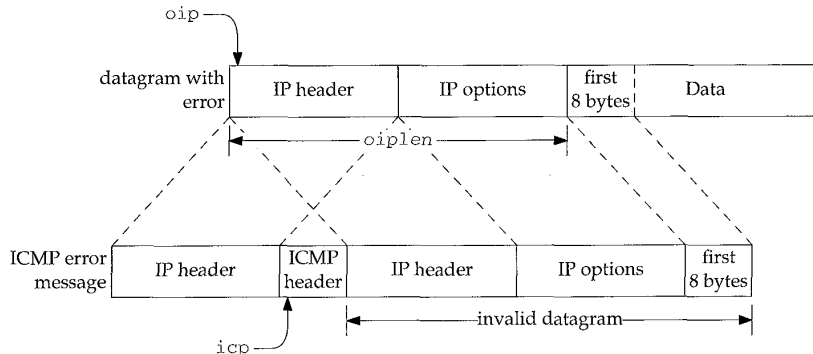 oip
datagram with
error
IP header
IP options
first
8 bytes
Data
oiplen
ICMP error
message
IP header
ICMP
header
IP header
IP options
first
8 bytes
invalid datagram
icp